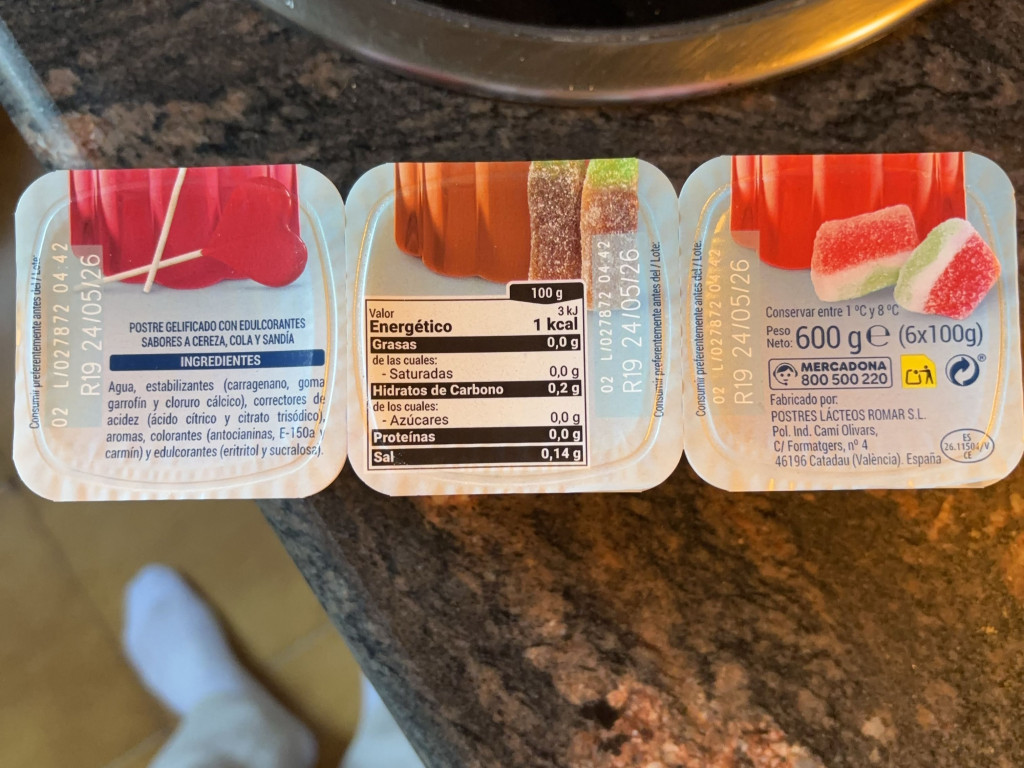 Consumir preferentemente antes del / Lote:
02 L/027872 04 42
R19 24/05/26
POSTRE GELIFICADO CON EDULCORANTES
SABORES A CEREZA, COLA Y SANDÍA
INGREDIENTES
Agua, estabilizantes (carragenano, goma
garrofín y cloruro cálcico), correctores de
acidez (ácido cítrico y citrato trisódico),
aromas, colorantes (antocianinas, E-150a y
carmín) y edulcorantes (eritritol y sucralosa).
100 g
Valor 3 kJ
Energético 1 kcal
Grasas 0,0 g
de las cuales:
- Saturadas 0,0 g
Hidratos de Carbono 0,2 g
de los cuales:
- Azúcares 0,0 g
Proteínas 0,0 g
Sal 0,14 g
02 L/027872 04 42
R19 24/05/26
Consumir preferentemente antes del / Lote:
Consumir preferentemente antes del / Lote:
02 L/027872 04 42
R19 24/05/26
Conservar entre 1 ºC y 8 ºC
Peso
Neto: 600 g e (6x100g)
MERCADONA
800 500 220
®
Fabricado por:
POSTRES LÁCTEOS ROMAR S.L.
Pol. Ind. Camí Olivars,
C/ Formatgers, nº 4
46196 Catadau (València). España
ES
26.11504/V
CE